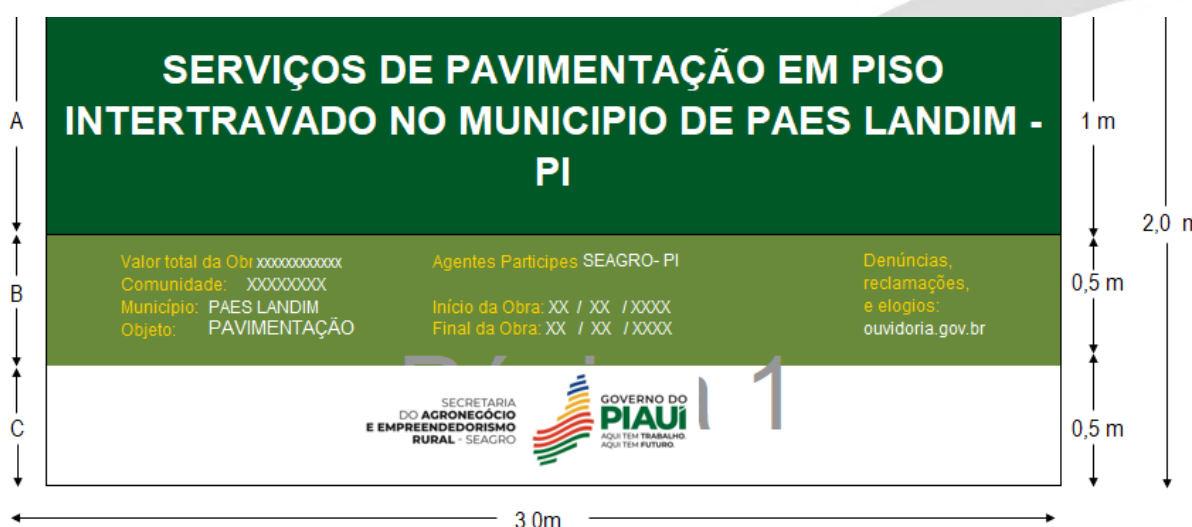 SERVIÇOS DE PAVIMENTAÇÃO EM PISO
INTERTRAVADO NO MUNICIPIO DE PAES LANDIM -
PI
A
1 m
2,0
Valor total da Obr xxxxxxxxxxxx
Comunidade: XXXXXXXX
Município: PAES LANDIM
Objeto: PAVIMENTAÇÃO
Agentes Participes SEAGRO- PI
Início da Obra: XX / XX / XXXX
Final da Obra: XX / XX / XXXX
Denúncias,
reclamações,
e elogios:
ouvidoria.gov.br
B
0,5 m
SECRETARIA
DO AGRONEGÓCIO
E EMPREENDEDORISMO
RURAL - SEAGRO
GOVERNO DO
PIAUÍ
AQUI TEM TRABALHO.
AQUI TEM FUTURO.
1
C
0,5 m
3,0m